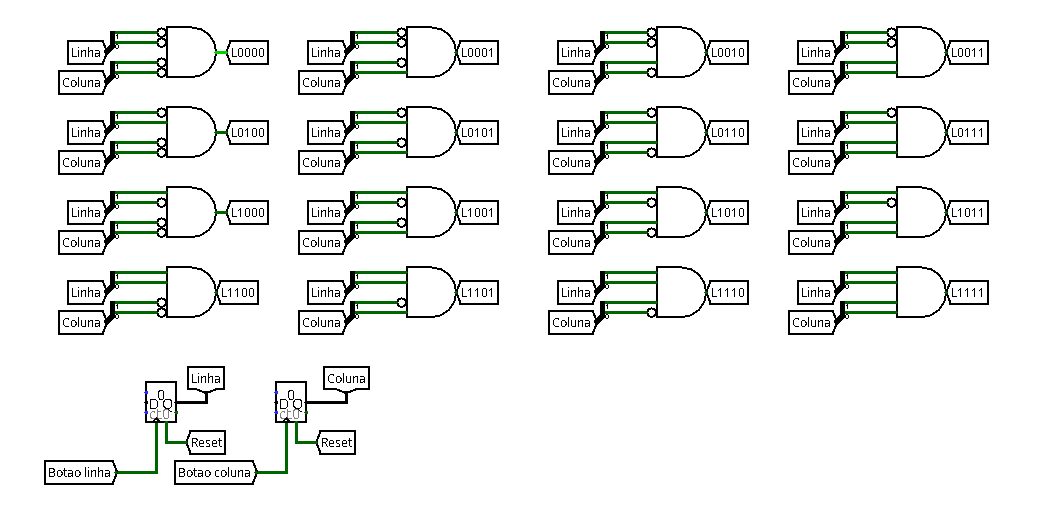 Linha L0000 Linha L0001 Linha L0010 Linha L0011
Coluna Coluna Coluna Coluna
Linha L0100 Linha L0101 Linha L0110 Linha L0111
Coluna Coluna Coluna Coluna
Linha L1000 Linha L1001 Linha L1010 Linha L1011
Coluna Coluna Coluna Coluna
Linha L1100 Linha L1101 Linha L1110 Linha L1111
Coluna Coluna Coluna Coluna
Linha Coluna
0 0
D Q D Q
Reset Reset
Botao linha Botao coluna